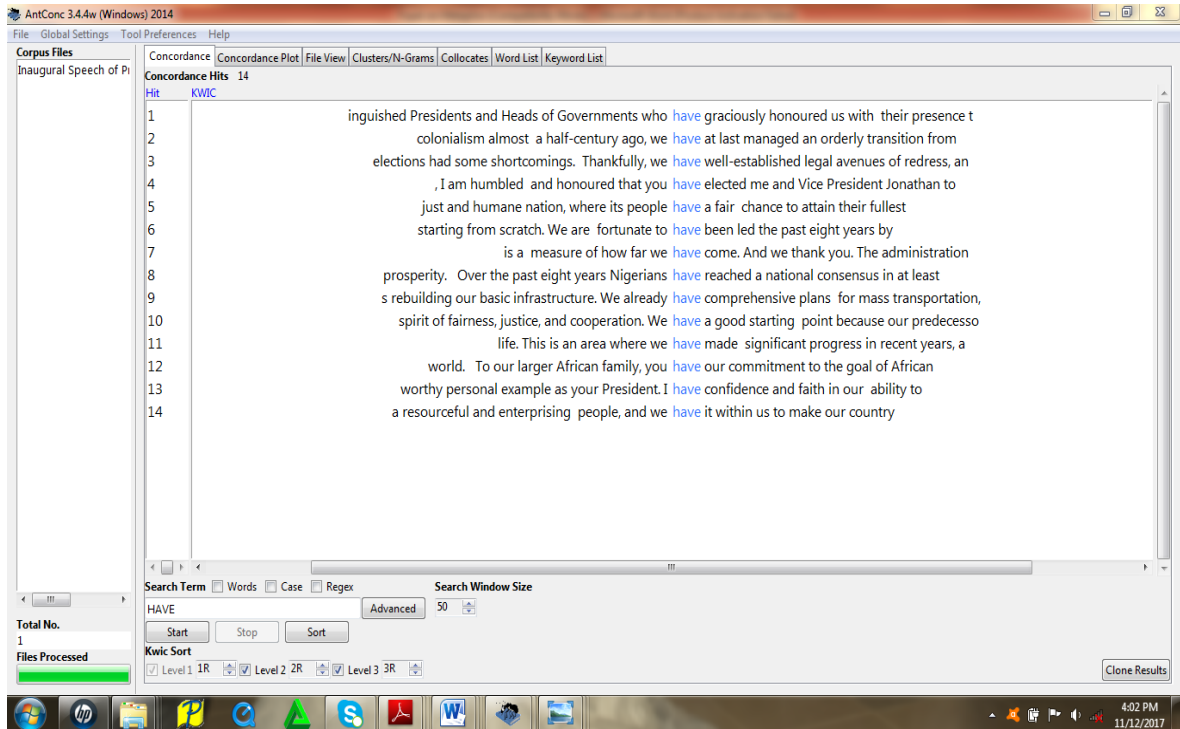 AntConc 3.4.4w (Windows) 2014
File Global Settings Tool Preferences Help
Corpus Files
Inaugural Speech of Pr
Concordance Concordance Plot File View Clusters/N-Grams Collocates Word List Keyword List
Concordance Hits 14
Hit KWIC
1 inguished Presidents and Heads of Governments who have graciously honoured us with their presence t
2 colonialism almost a half-century ago, we have at last managed an orderly transition from
3 elections had some shortcomings. Thankfully, we have well-established legal avenues of redress, an
4 , I am humbled and honoured that you have elected me and Vice President Jonathan to
5 just and humane nation, where its people have a fair chance to attain their fullest
6 starting from scratch. We are fortunate to have been led the past eight years by
7 is a measure of how far we have come. And we thank you. The administration
8 prosperity. Over the past eight years Nigerians have reached a national consensus in at least
9 s rebuilding our basic infrastructure. We already have comprehensive plans for mass transportation,
10 spirit of fairness, justice, and cooperation. We have a good starting point because our predecesso
11 life. This is an area where we have made significant progress in recent years, a
12 world. To our larger African family, you have our commitment to the goal of African
13 worthy personal example as your President. I have confidence and faith in our ability to
14 a resourceful and enterprising people, and we have it within us to make our country
Search Term Words Case Regex Search Window Size
HAVE Advanced 50
Start Stop Sort
Total No.
1
Files Processed
Kwic Sort
Level 1 1R Level 2 2R Level 3 3R
Clone Results
4:02 PM
11/12/2017